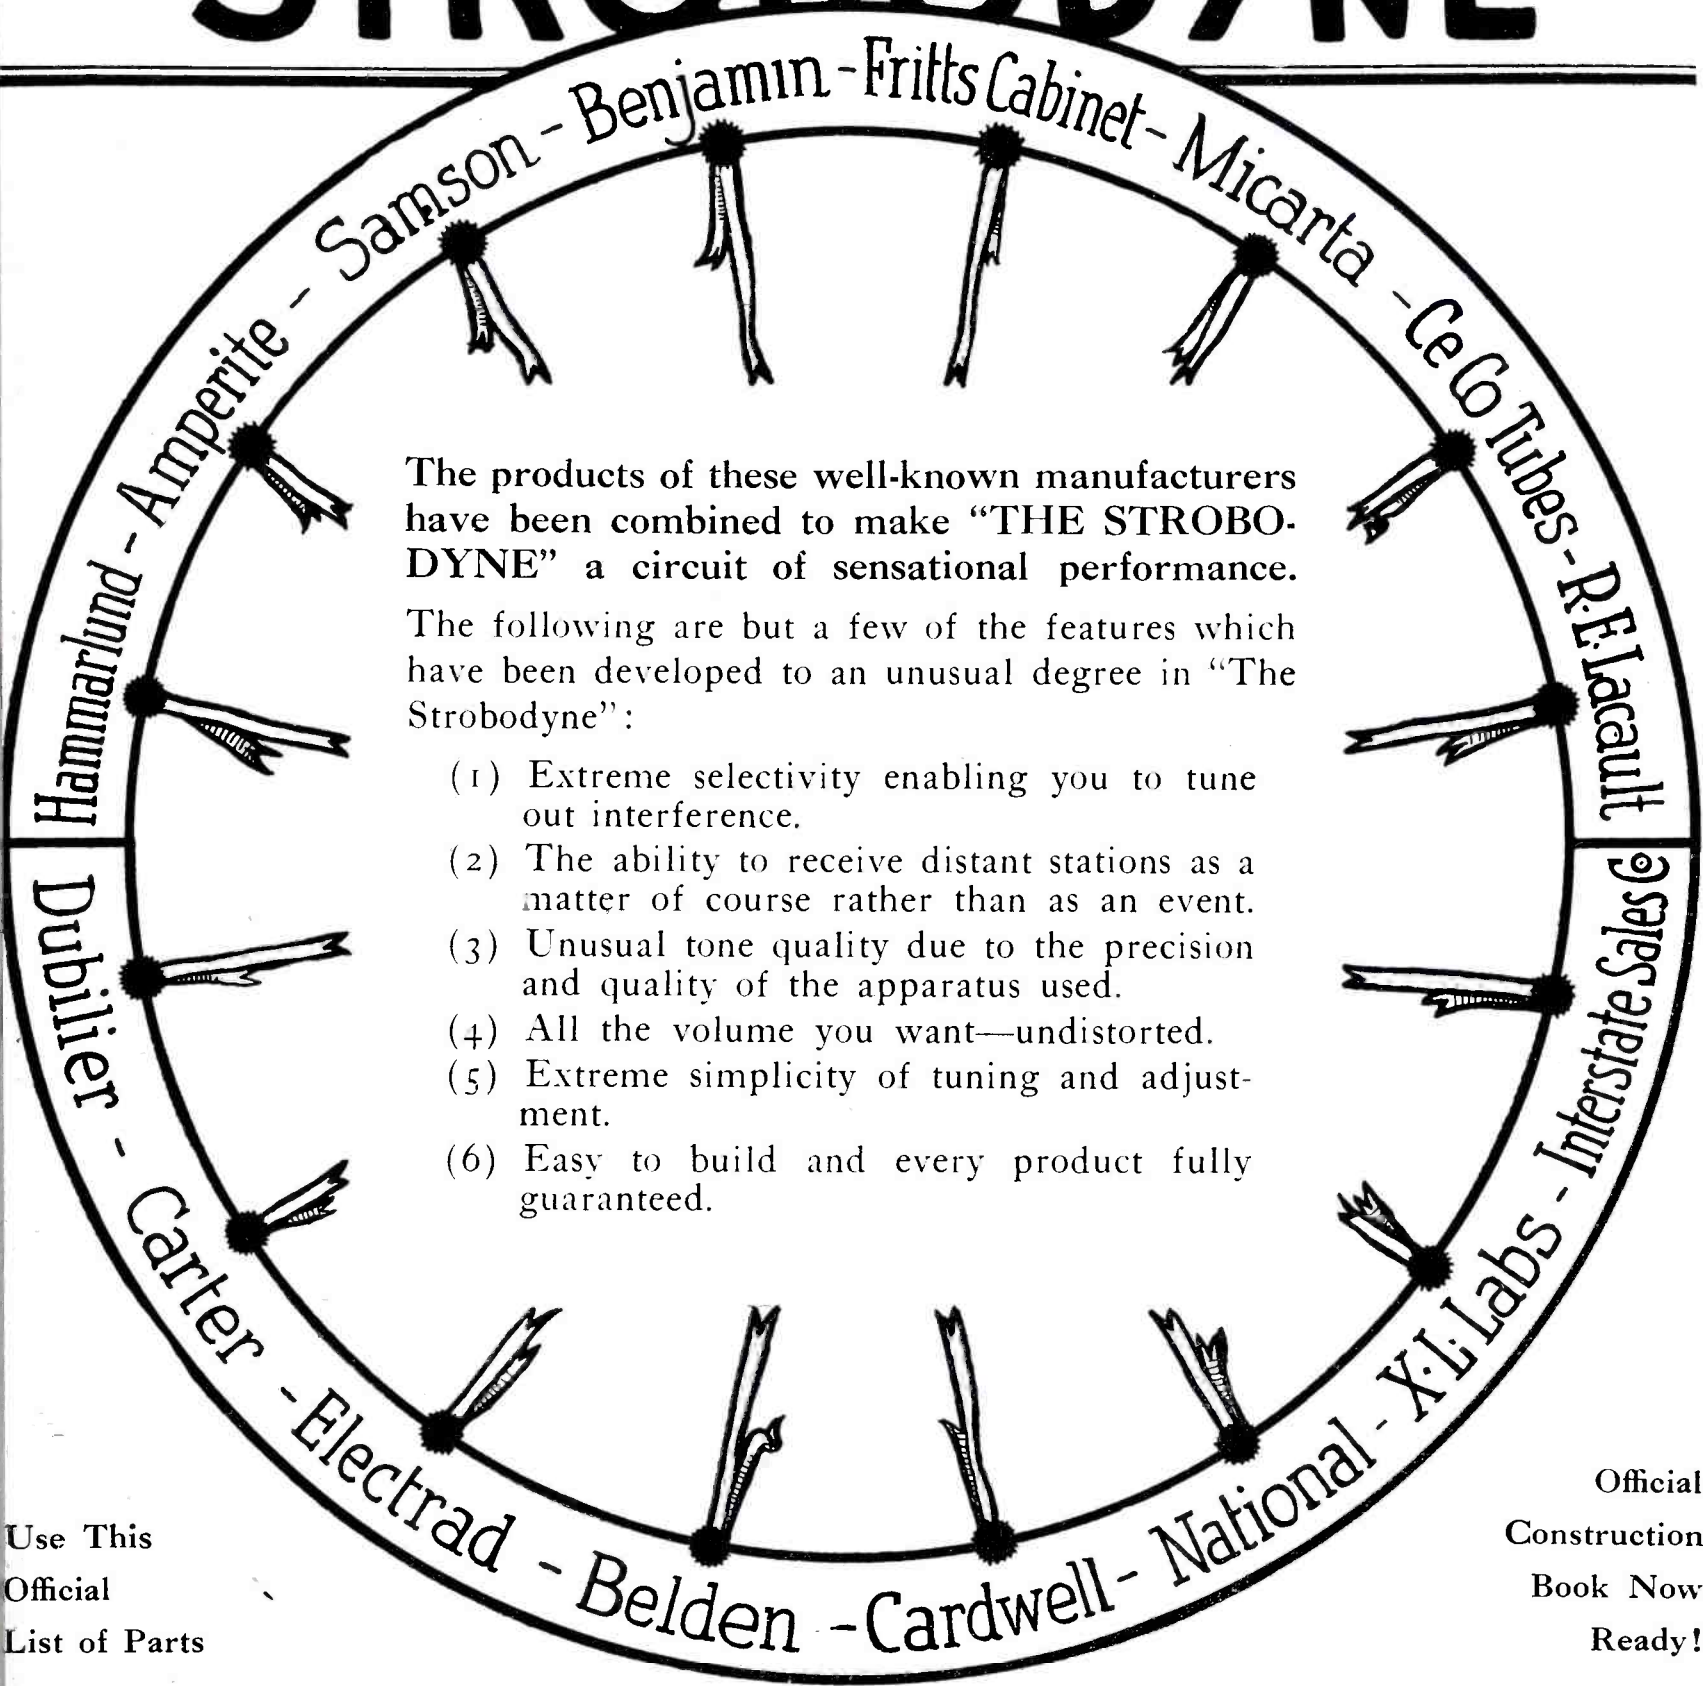 STROBODYNE
Hammarlund - Amperite - Samson - Benjamin - Fritts Cabinet - Micarta - CeCo Tubes - R.E. Lacault
The products of these well-known manufacturers
have been combined to make “THE STROBO-
DYNE” a circuit of sensational performance.
The following are but a few of the features which
have been developed to an unusual degree in “The
Strobodyne”:
(1) Extreme selectivity enabling you to tune
out interference.
(2) The ability to receive distant stations as a
matter of course rather than as an event.
(3) Unusual tone quality due to the precision
and quality of the apparatus used.
(4) All the volume you want—undistorted.
(5) Extreme simplicity of tuning and adjust-
ment.
(6) Easy to build and every product fully
guaranteed.
Dubilier - Carter - Electrad - Belden - Cardwell - National - X.L. Labs - Interstate Sales Co
Use This
Official
List of Parts
Official
Construction
Book Now
Ready!